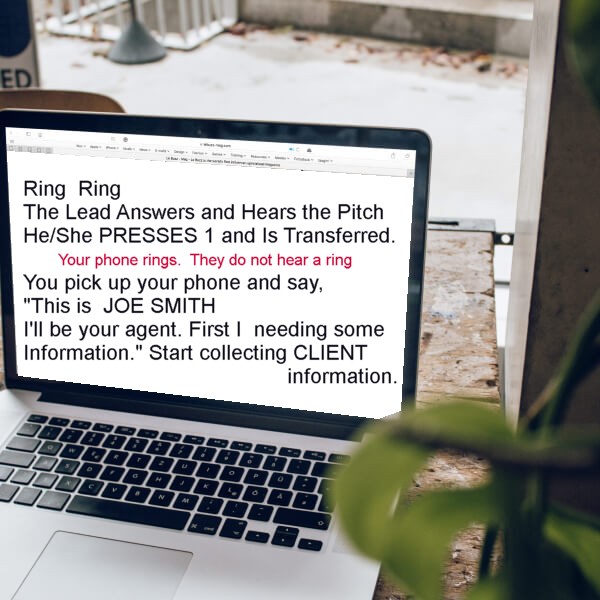 ED
Ring Ring
The Lead Answers and Hears the Pitch
He/She PRESSES 1 and Is Transferred.
Your phone rings. They do not hear a ring
You pick up your phone and say,
"This is JOE SMITH
I'll be your agent. First I needing some
Information." Start collecting CLIENT
information.